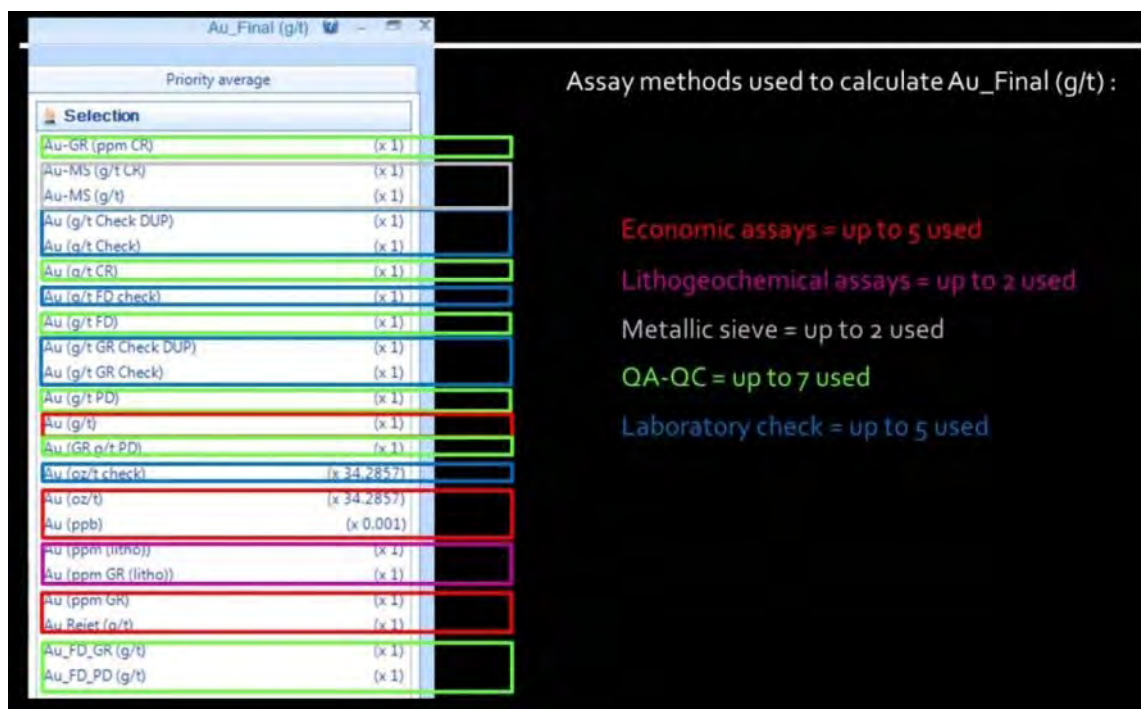 Au_Final (g/t)
Priority average
Selection
Au-GR (ppm CR) (x 1)
Au-MS (g/t CR) (x 1)
Au-MS (g/t) (x 1)
Au (g/t Check DUP) (x 1)
Au (g/t Check) (x 1)
Au (g/t CR) (x 1)
Au (g/t FD check) (x 1)
Au (g/t FD) (x 1)
Au (g/t GR Check DUP) (x 1)
Au (g/t GR Check) (x 1)
Au (g/t PD) (x 1)
Au (g/t) (x 1)
Au (GR g/t PD) (x 1)
Au (oz/t check) (x 34.2857)
Au (oz/t) (x 34.2857)
Au (ppb) (x 0.001)
Au (ppm (litho)) (x 1)
Au (ppm GR (litho)) (x 1)
Au (ppm GR) (x 1)
Au Rejet (g/t) (x 1)
Au_FD_GR (g/t) (x 1)
Au_FD_PD (g/t) (x 1)
Assay methods used to calculate Au_Final (g/t) :
Economic assays = up to 5 used
Lithogeochemical assays = up to 2 used
Metallic sieve = up to 2 used
QA-QC = up to 7 used
Laboratory check = up to 5 used